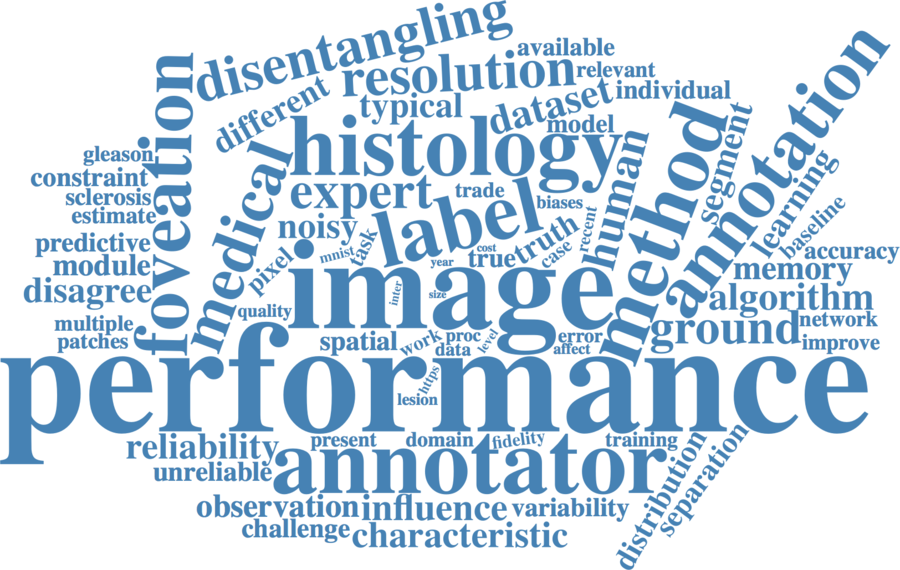 disentangling
available
resolution
relevant
different
typical
dataset
individual
model
annotation
foveation
histology
method
segment
gleason
constraint
sclerosis
estimate
medical
expert
trade
human
learning
biases
noisy
label
recent
baseline
predictive
module
disagree
pixel
mnist
task
year
cost
true
truth
case
accuracy
memory
image
inter
size
algorithm
quality
multiple
patches
spatial
work
proc
data
level
error
affect
ground
network
improve
performance
https
lesion
reliability
unreliable
present
domain
fidelity
training
annotator
distribution
separation
observation
influence
variability
challenge
characteristic